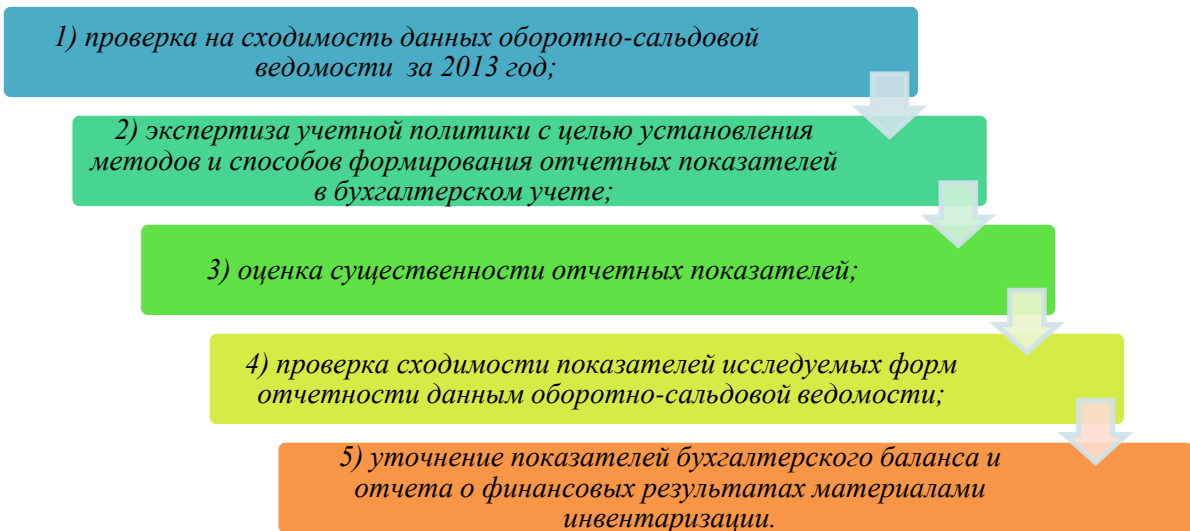 1) проверка на сходимость данных оборотно-сальдовой
ведомости за 2013 год;
2) экспертиза учетной политики с целью установления
методов и способов формирования отчетных показателей
в бухгалтерском учете;
3) оценка существенности отчетных показателей;
4) проверка сходимости показателей исследуемых форм
отчетности данным оборотно-сальдовой ведомости;
5) уточнение показателей бухгалтерского баланса и
отчета о финансовых результатах материалами
инвентаризации.